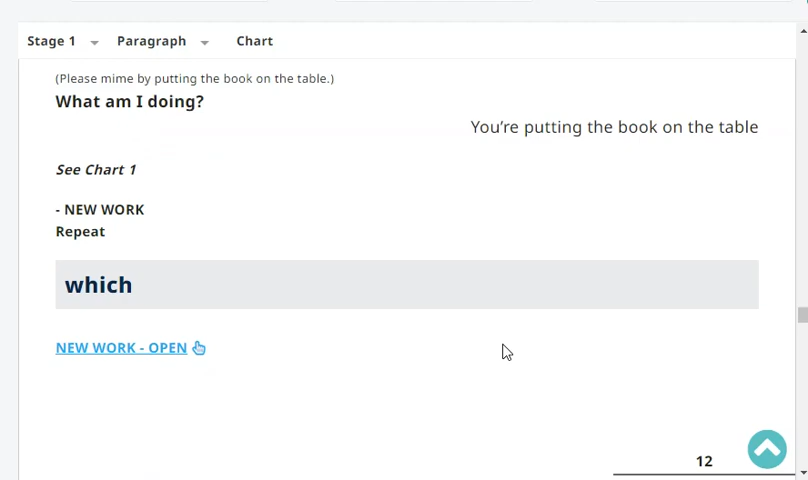 Stage 1 Paragraph Chart
(Please mime by putting the book on the table.)
What am I doing?
You’re putting the book on the table
See Chart 1
- NEW WORK
Repeat
which
NEW WORK - OPEN
12